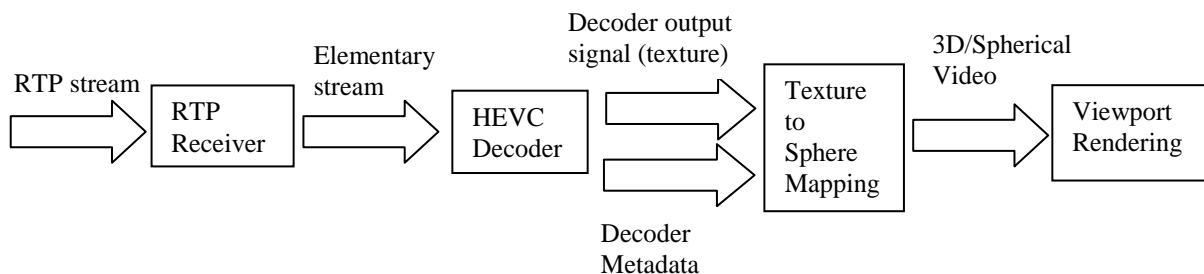 RTP stream
RTP
Receiver
Elementary
stream
HEVC
Decoder
Decoder output
signal (texture)
Decoder
Metadata
Texture
to
Sphere
Mapping
3D/Spherical
Video
Viewport
Rendering